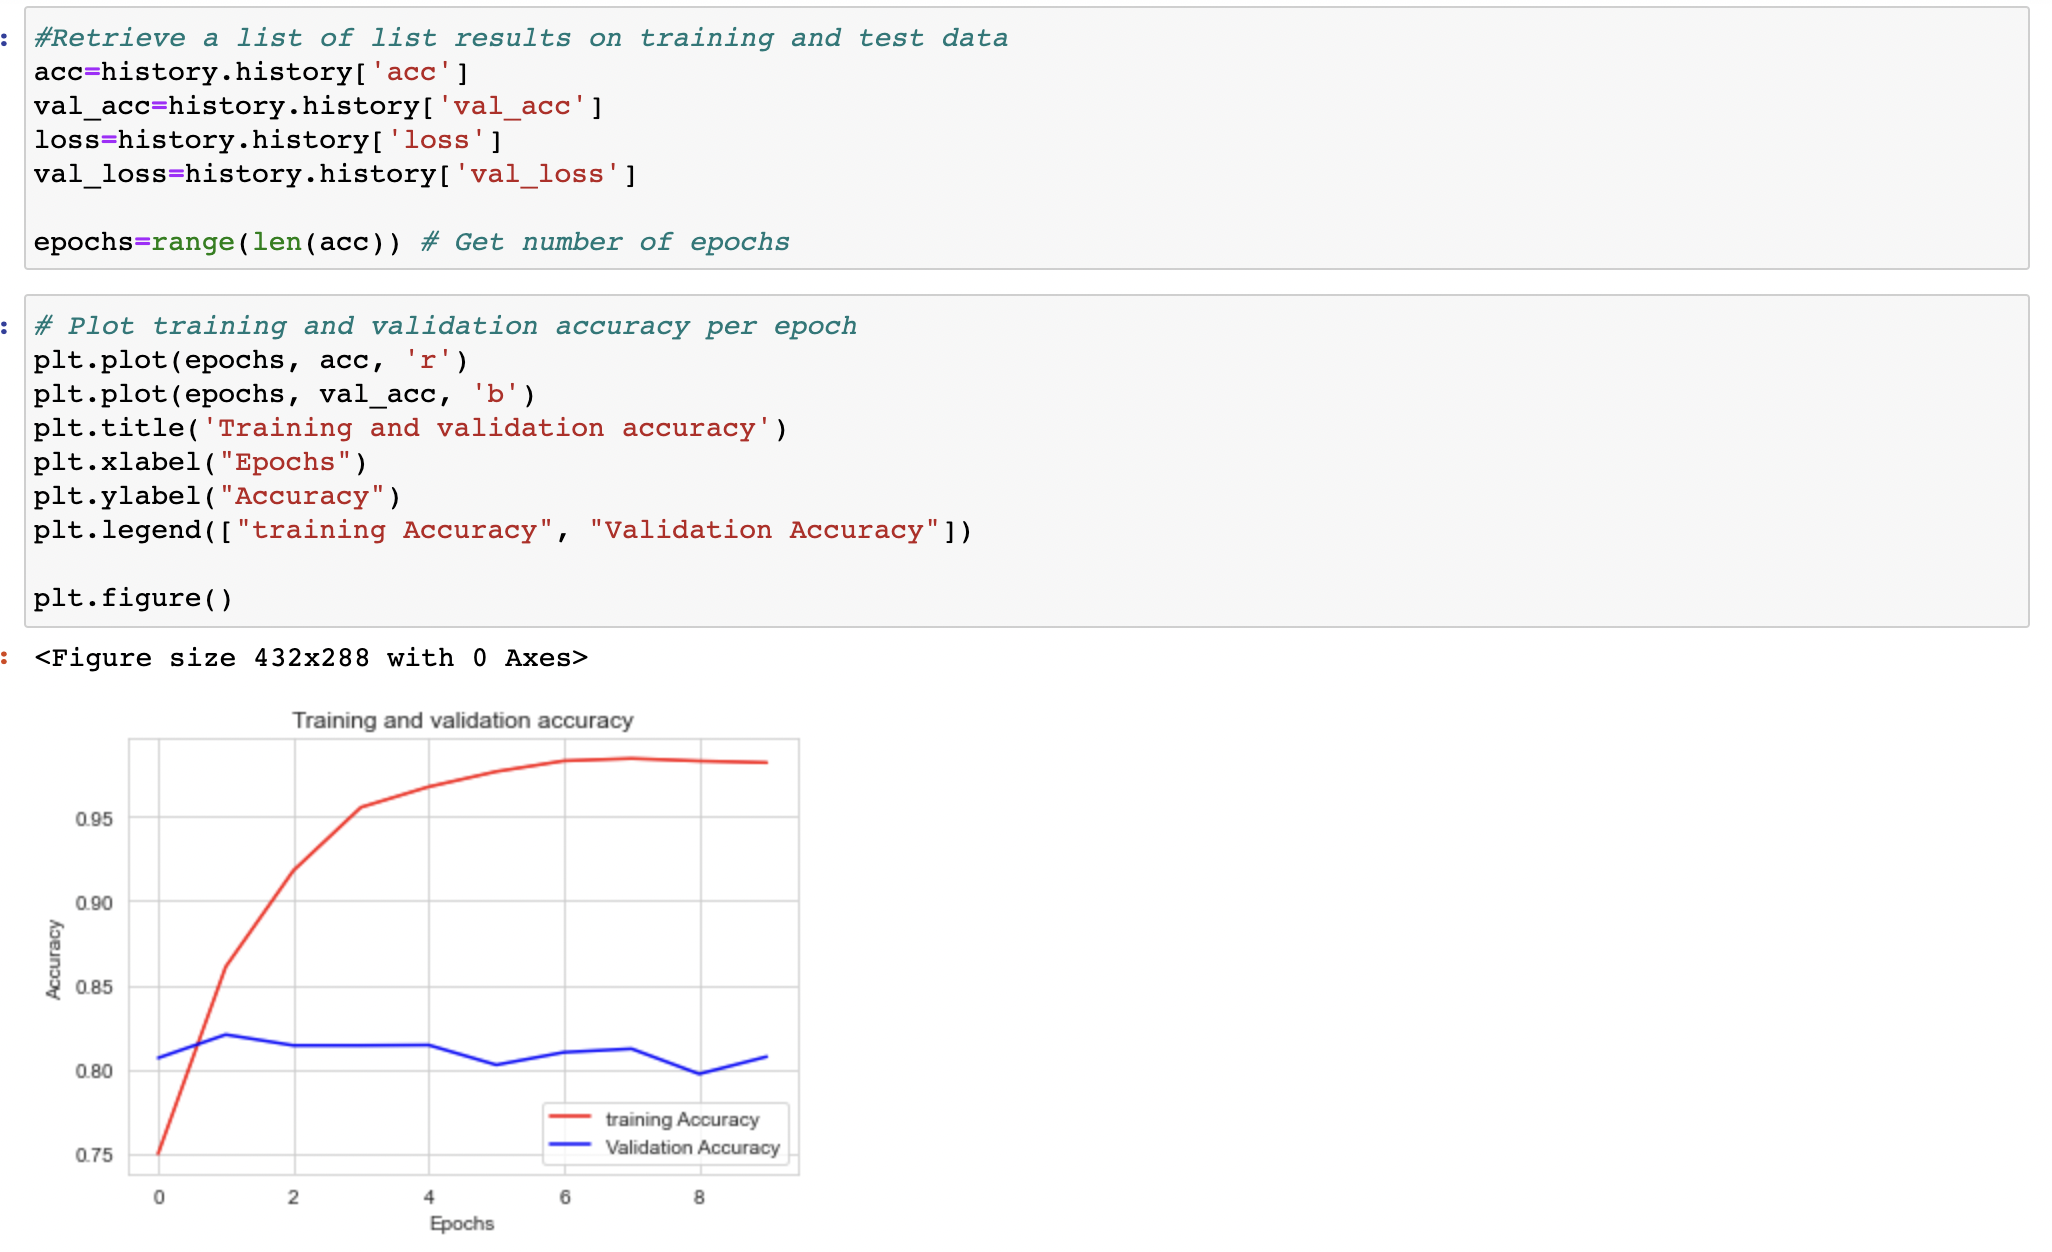 :
#Retrieve a list of list results on training and test data
acc=history.history['acc']
val_acc=history.history['val_acc']
loss=history.history['loss']
val_loss=history.history['val_loss']
epochs=range(len(acc)) # Get number of epochs
:
# Plot training and validation accuracy per epoch
plt.plot(epochs, acc, 'r')
plt.plot(epochs, val_acc, 'b')
plt.title('Training and validation accuracy')
plt.xlabel("Epochs")
plt.ylabel("Accuracy")
plt.legend(["training Accuracy", "Validation Accuracy"])
plt.figure()
:
<Figure size 432x288 with 0 Axes>
Training and validation accuracy
Accuracy
0.95
0.90
0.85
0.80
0.75
training Accuracy
Validation Accuracy
0 2 4 6 8
Epochs